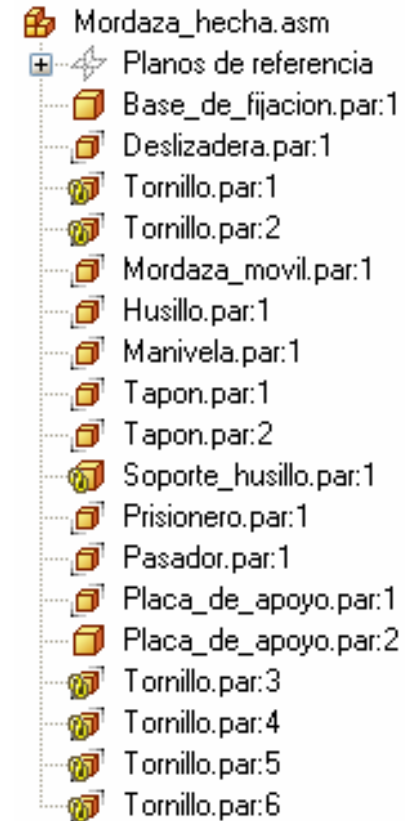 Mordaza_hecha.asm
Planos de referencia
Base_de_fijacion.par:1
Deslizadera.par:1
Tornillo.par:1
Tornillo.par:2
Mordaza_movil.par:1
Husillo.par:1
Manivela.par:1
Tapon.par:1
Tapon.par:2
Soporte_husillo.par:1
Prisionero.par:1
Pasador.par:1
Placa_de_apoyo.par:1
Placa_de_apoyo.par:2
Tornillo.par:3
Tornillo.par:4
Tornillo.par:5
Tornillo.par:6